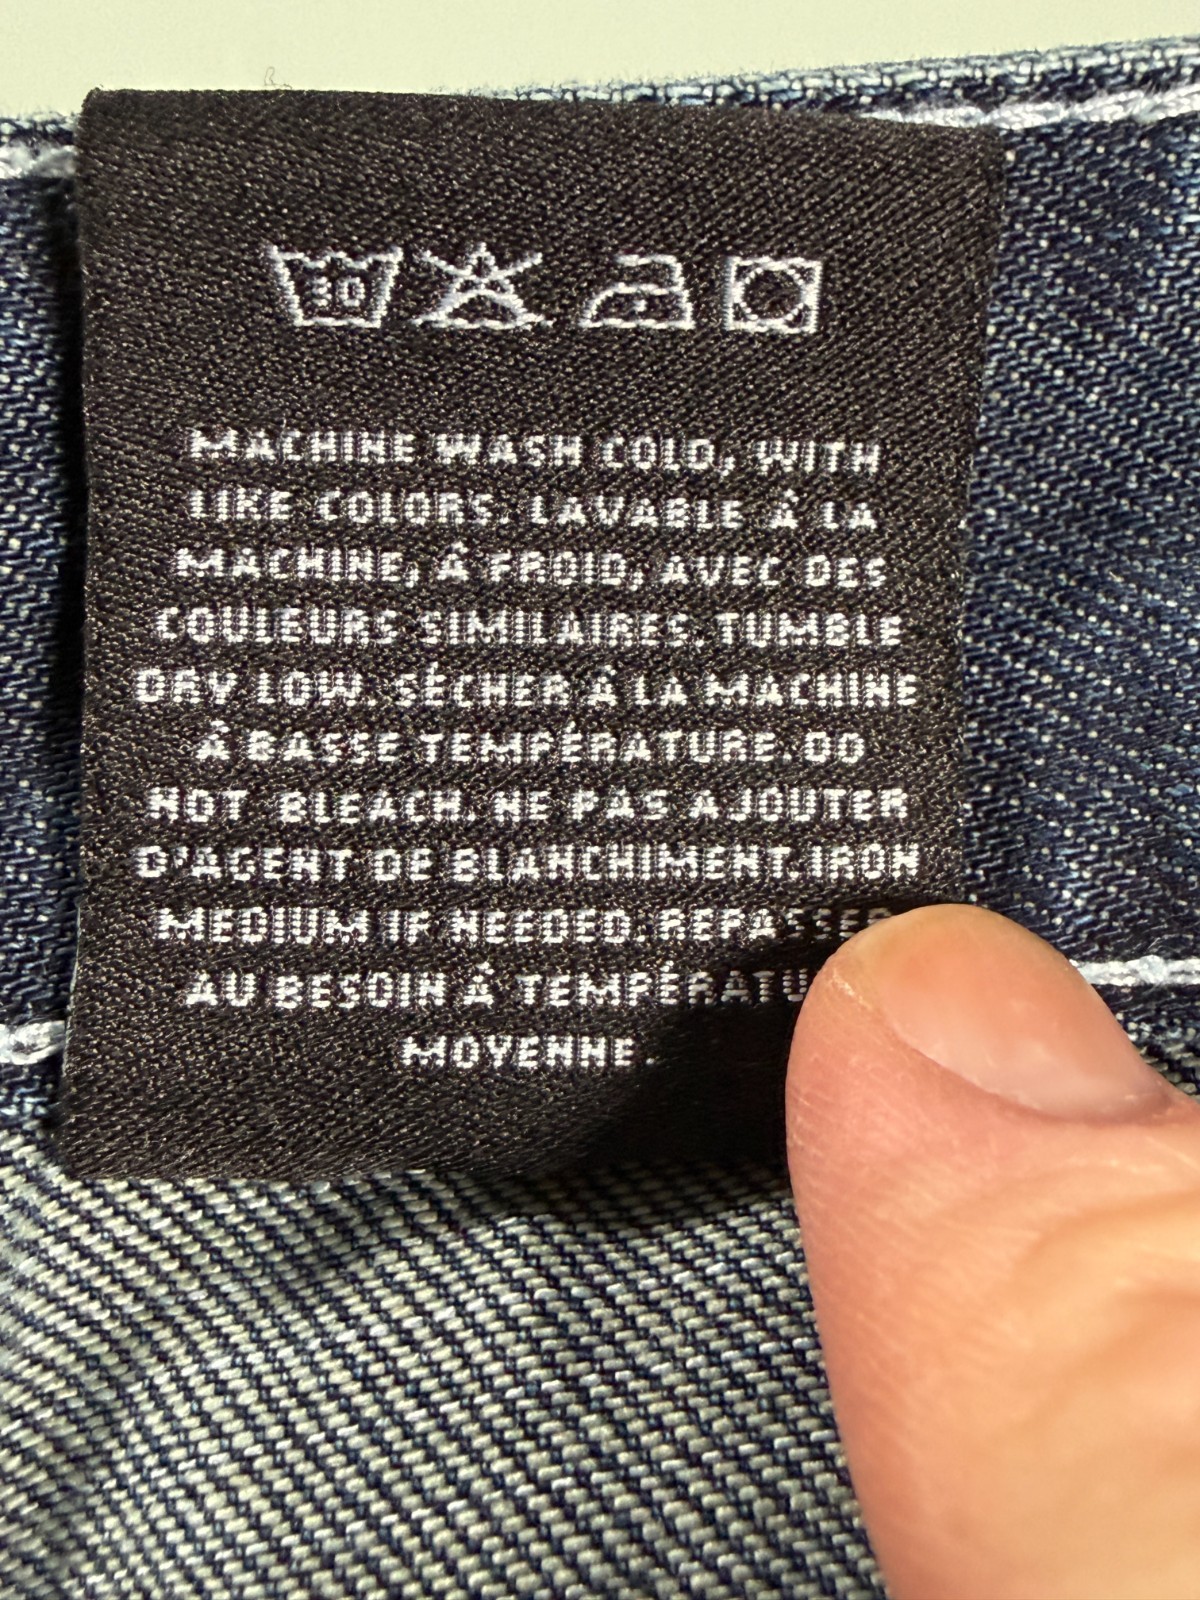 30
MACHINE WASH COLD, WITH
LIKE COLORS. LAVABLE À LA
MACHINE, À FROID, AVEC DES
COULEURS SIMILAIRES. TUMBLE
DRY LOW. SÉCHER À LA MACHINE
À BASSE TEMPÉRATURE. DO
NOT BLEACH. NE PAS AJOUTER
D'AGENT DE BLANCHIMENT. IRON
MEDIUM IF NEEDED. REPASSER
AU BESOIN À
MOYENNE.